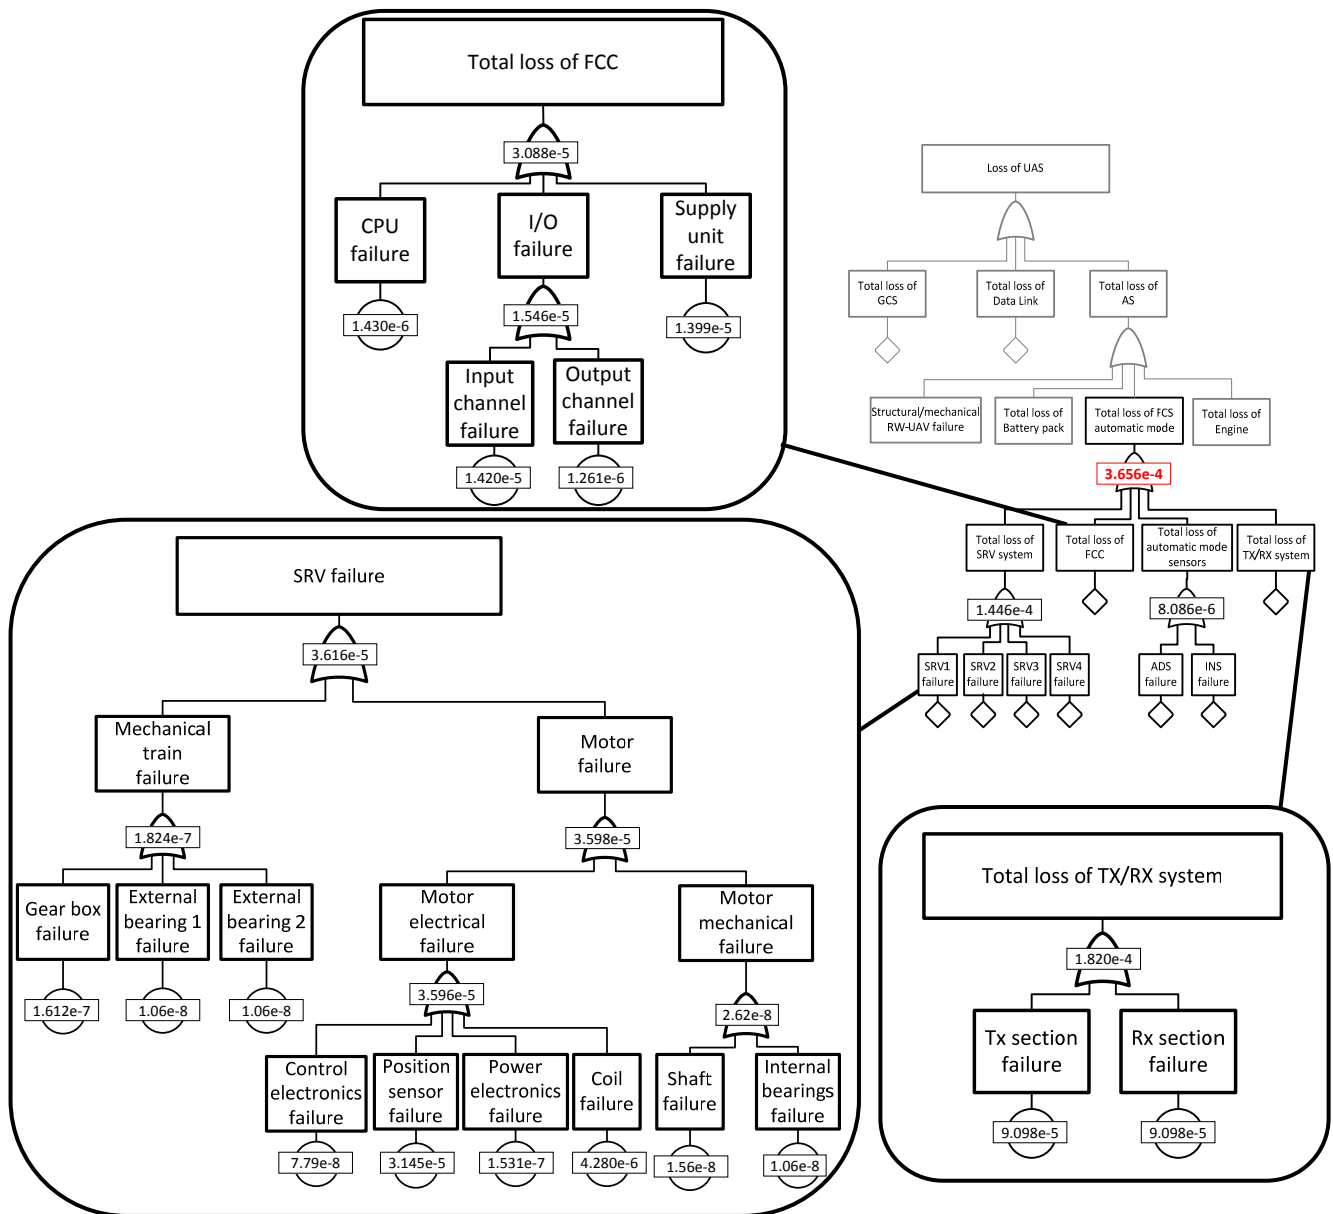 Total loss of FCC
3.088e-5
CPU
failure
I/O
failure
Supply
unit
failure
1.430e-6
1.546e-5
1.399e-5
Input
channel
failure
Output
channel
failure
1.420e-5
1.261e-6
Loss of UAS
Total loss of
GCS
Total loss of
Data Link
Total loss of
AS
Structural/mechanical
RW-UAV failure
Total loss of
Battery pack
Total loss of FCS
automatic mode
Total loss of
Engine
3.656e-4
Total loss of
SRV system
Total loss of
FCC
Total loss of
automatic mode
sensors
Total loss of
TX/RX system
1.446e-4
8.086e-6
SRV1
failure
SRV2
failure
SRV3
failure
SRV4
failure
ADS
failure
INS
failure
SRV failure
3.616e-5
Mechanical
train
failure
Motor
failure
1.824e-7
3.598e-5
Gear box
failure
External
bearing 1
failure
External
bearing 2
failure
Motor
electrical
failure
Motor
mechanical
failure
1.612e-7
1.06e-8
1.06e-8
3.596e-5
2.62e-8
Control
electronics
failure
Position
sensor
failure
Power
electronics
failure
Coil
failure
Shaft
failure
Internal
bearings
failure
7.79e-8
3.145e-5
1.531e-7
4.280e-6
1.56e-8
1.06e-8
Total loss of TX/RX system
1.820e-4
Tx section
failure
Rx section
failure
9.098e-5
9.098e-5